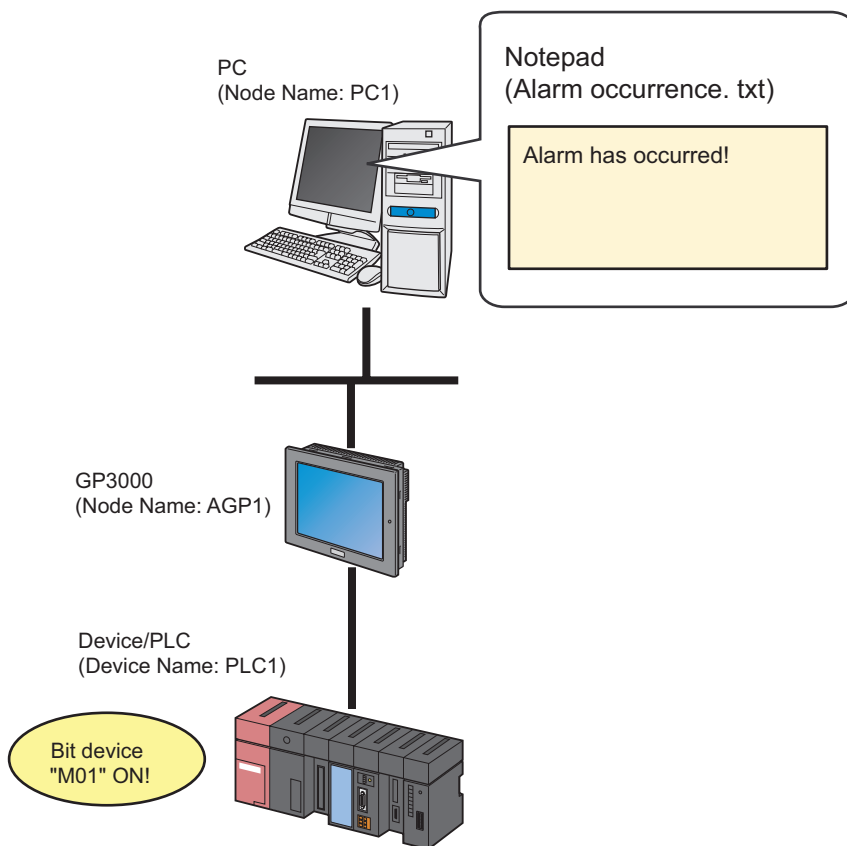 PC
(Node Name: PC1)
Notepad
(Alarm occurrence. txt)
Alarm has occurred!
GP3000
(Node Name: AGP1)
Device/PLC
(Device Name: PLC1)
Bit device
"M01" ON!